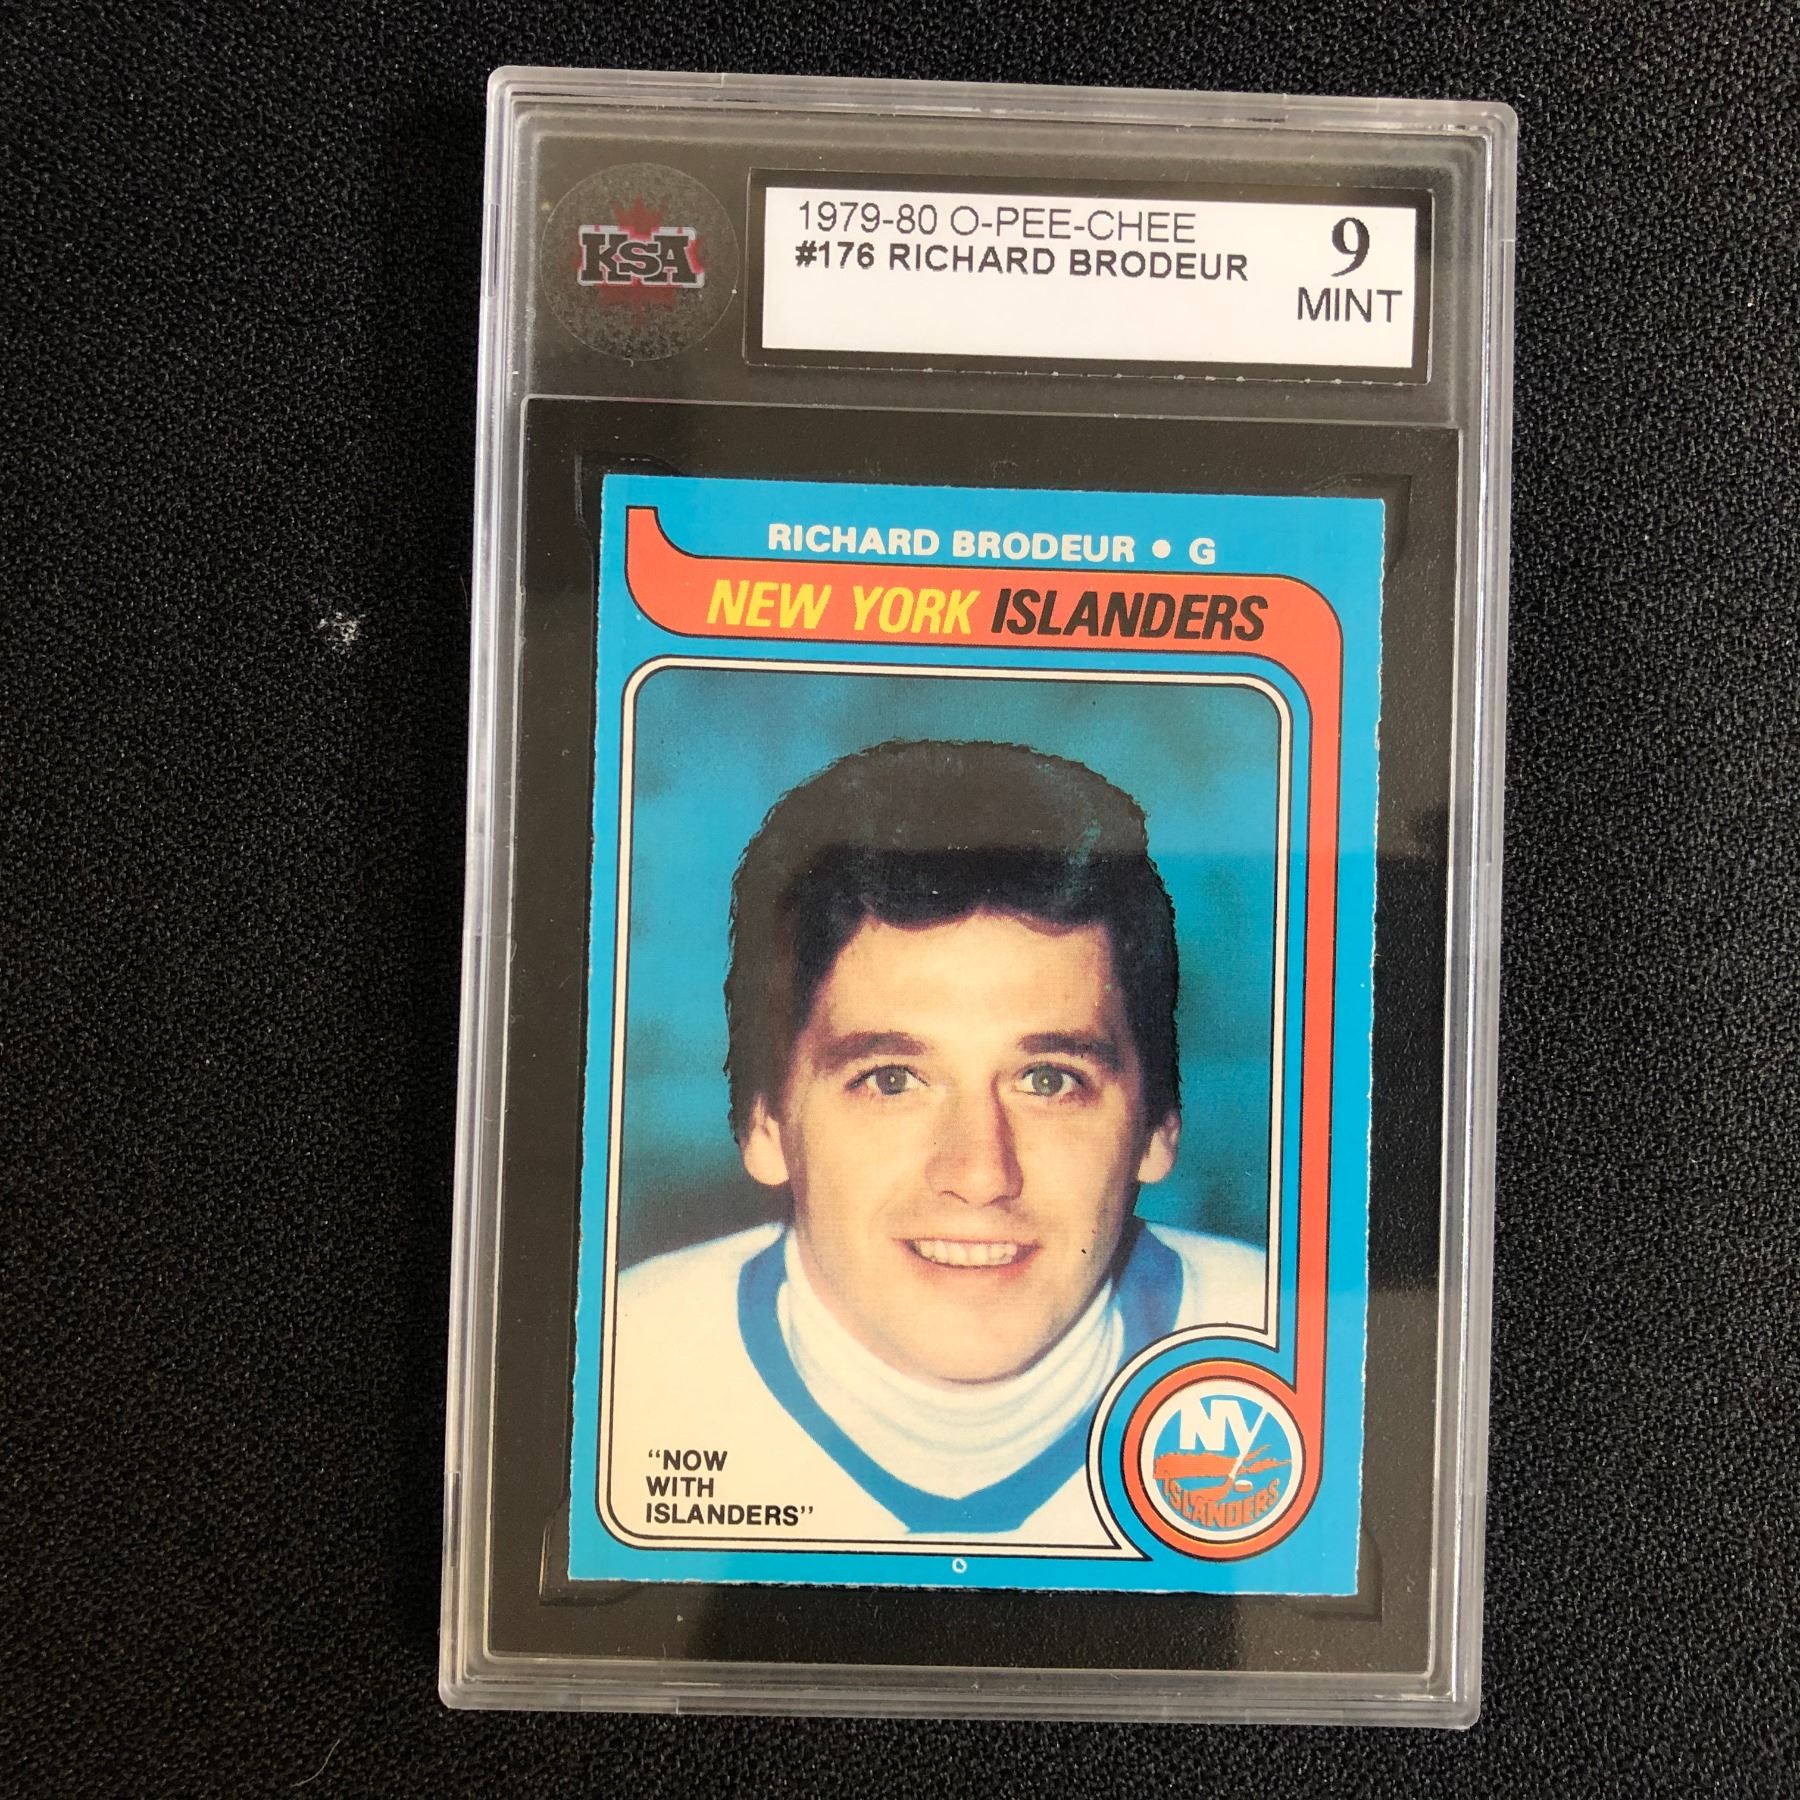 KSA
1979-80 O-PEE-CHEE
#176 RICHARD BRODEUR
9
MINT
RICHARD BRODEUR • G
NEW YORK ISLANDERS
"NOW
WITH
ISLANDERS"
NY
ISLANDERS